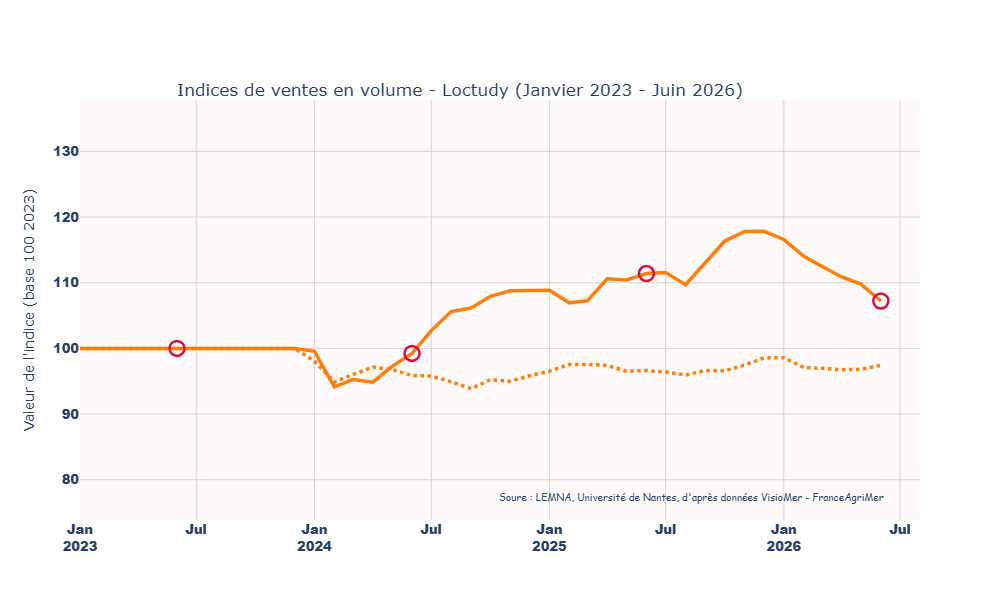 Indices de ventes en volume - Loctudy (Janvier 2023 - Juin 2026)
Valeur de l'indice (base 100 2023)
130
120
110
100
90
80
Soure : LEMNA, Université de Nantes, d'après données VisioMer - FranceAgriMer
Jan Jul Jan Jul Jan Jul Jan Jul
2023 2024 2025 2026